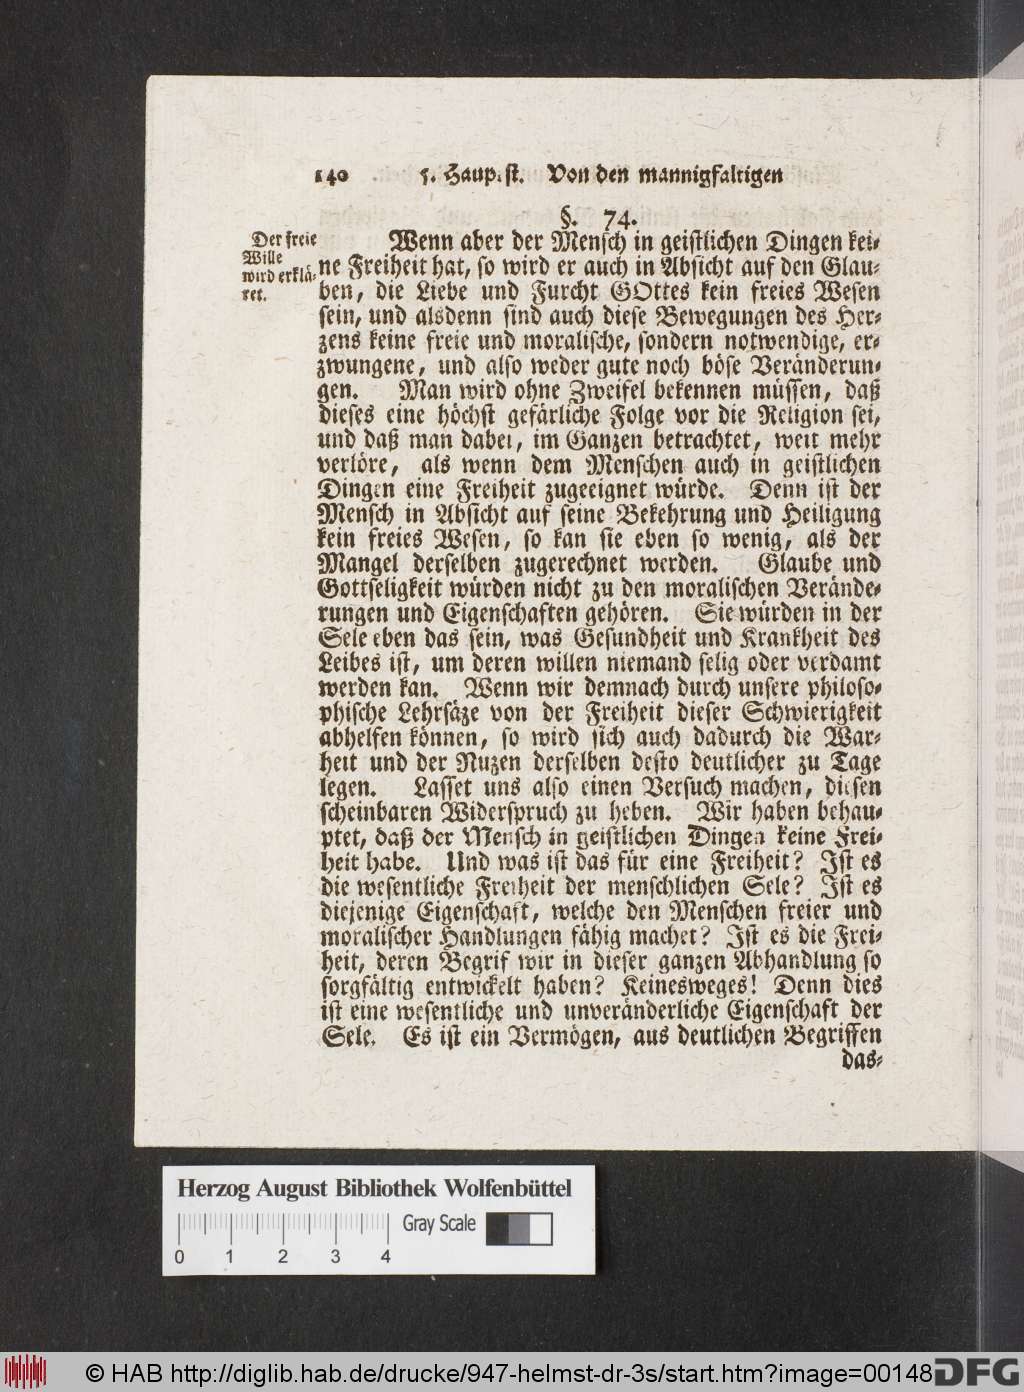 140 5. Haupst. Von den mannigfaltigen
§. 74.
Der freie
Wille
wird erklä-
ret.
Wenn aber der Mensch in geistlichen Dingen kei-
ne Freiheit hat, so wird er auch in Absicht auf den Glau-
ben, die Liebe und Furcht GOttes kein freies Wesen
sein, und alsdenn sind auch diese Bewegungen des Her-
zens keine freie und moralische, sondern notwendige, er-
zwungene, und also weder gute noch böse Veränderun-
gen. Man wird ohne Zweifel bekennen müssen, daß
dieses eine höchst gefärliche Folge vor die Religion sei,
und daß man dabei, im Ganzen betrachtet, weit mehr
verlöre, als wenn dem Menschen auch in geistlichen
Dingen eine Freiheit zugeeignet würde. Denn ist der
Mensch in Absicht auf seine Bekehrung und Heiligung
kein freies Wesen, so kan sie eben so wenig, als der
Mangel derselben zugerechnet werden. Glaube und
Gottseligkeit würden nicht zu den moralischen Verände-
rungen und Eigenschaften gehören. Sie würden in der
Sele eben das sein, was Gesundheit und Krankheit des
Leibes ist, um deren willen niemand selig oder verdamt
werden kan. Wenn wir demnach durch unsere philoso-
phische Lehrsäze von der Freiheit dieser Schwierigkeit
abhelfen können, so wird sich auch dadurch die War-
heit und der Nuzen derselben desto deutlicher zu Tage
legen. Lasset uns also einen Versuch machen, diesen
scheinbaren Widerspruch zu heben. Wir haben behau-
ptet, daß der Mensch in geistlichen Dingen keine Frei-
heit habe. Und was ist das für eine Freiheit? Ist es
die wesentliche Freiheit der menschlichen Sele? Ist es
diejenige Eigenschaft, welche den Menschen freier und
moralischer Handlungen fähig machet? Ist es die Frei-
heit, deren Begrif wir in dieser ganzen Abhandlung so
sorgfältig entwickelt haben? Keinesweges! Denn dies
ist eine wesentliche und unveränderliche Eigenschaft der
Sele. Es ist ein Vermögen, aus deutlichen Begriffen
das-
Herzog August Bibliothek Wolfenbüttel
Gray Scale
0 1 2 3 4
© HAB http://diglib.hab.de/drucke/947-helmst-dr-3s/start.htm?image=00148
DFG